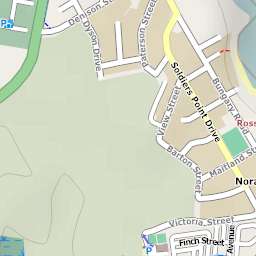 Denison St
Dyson Drive
Paterson Street
Soldiers Point Drive
View Street
Bungary Road
Ross
Barton Street
Maitland St
Nora
Victoria Street
Finch Street
Avenue
P
P